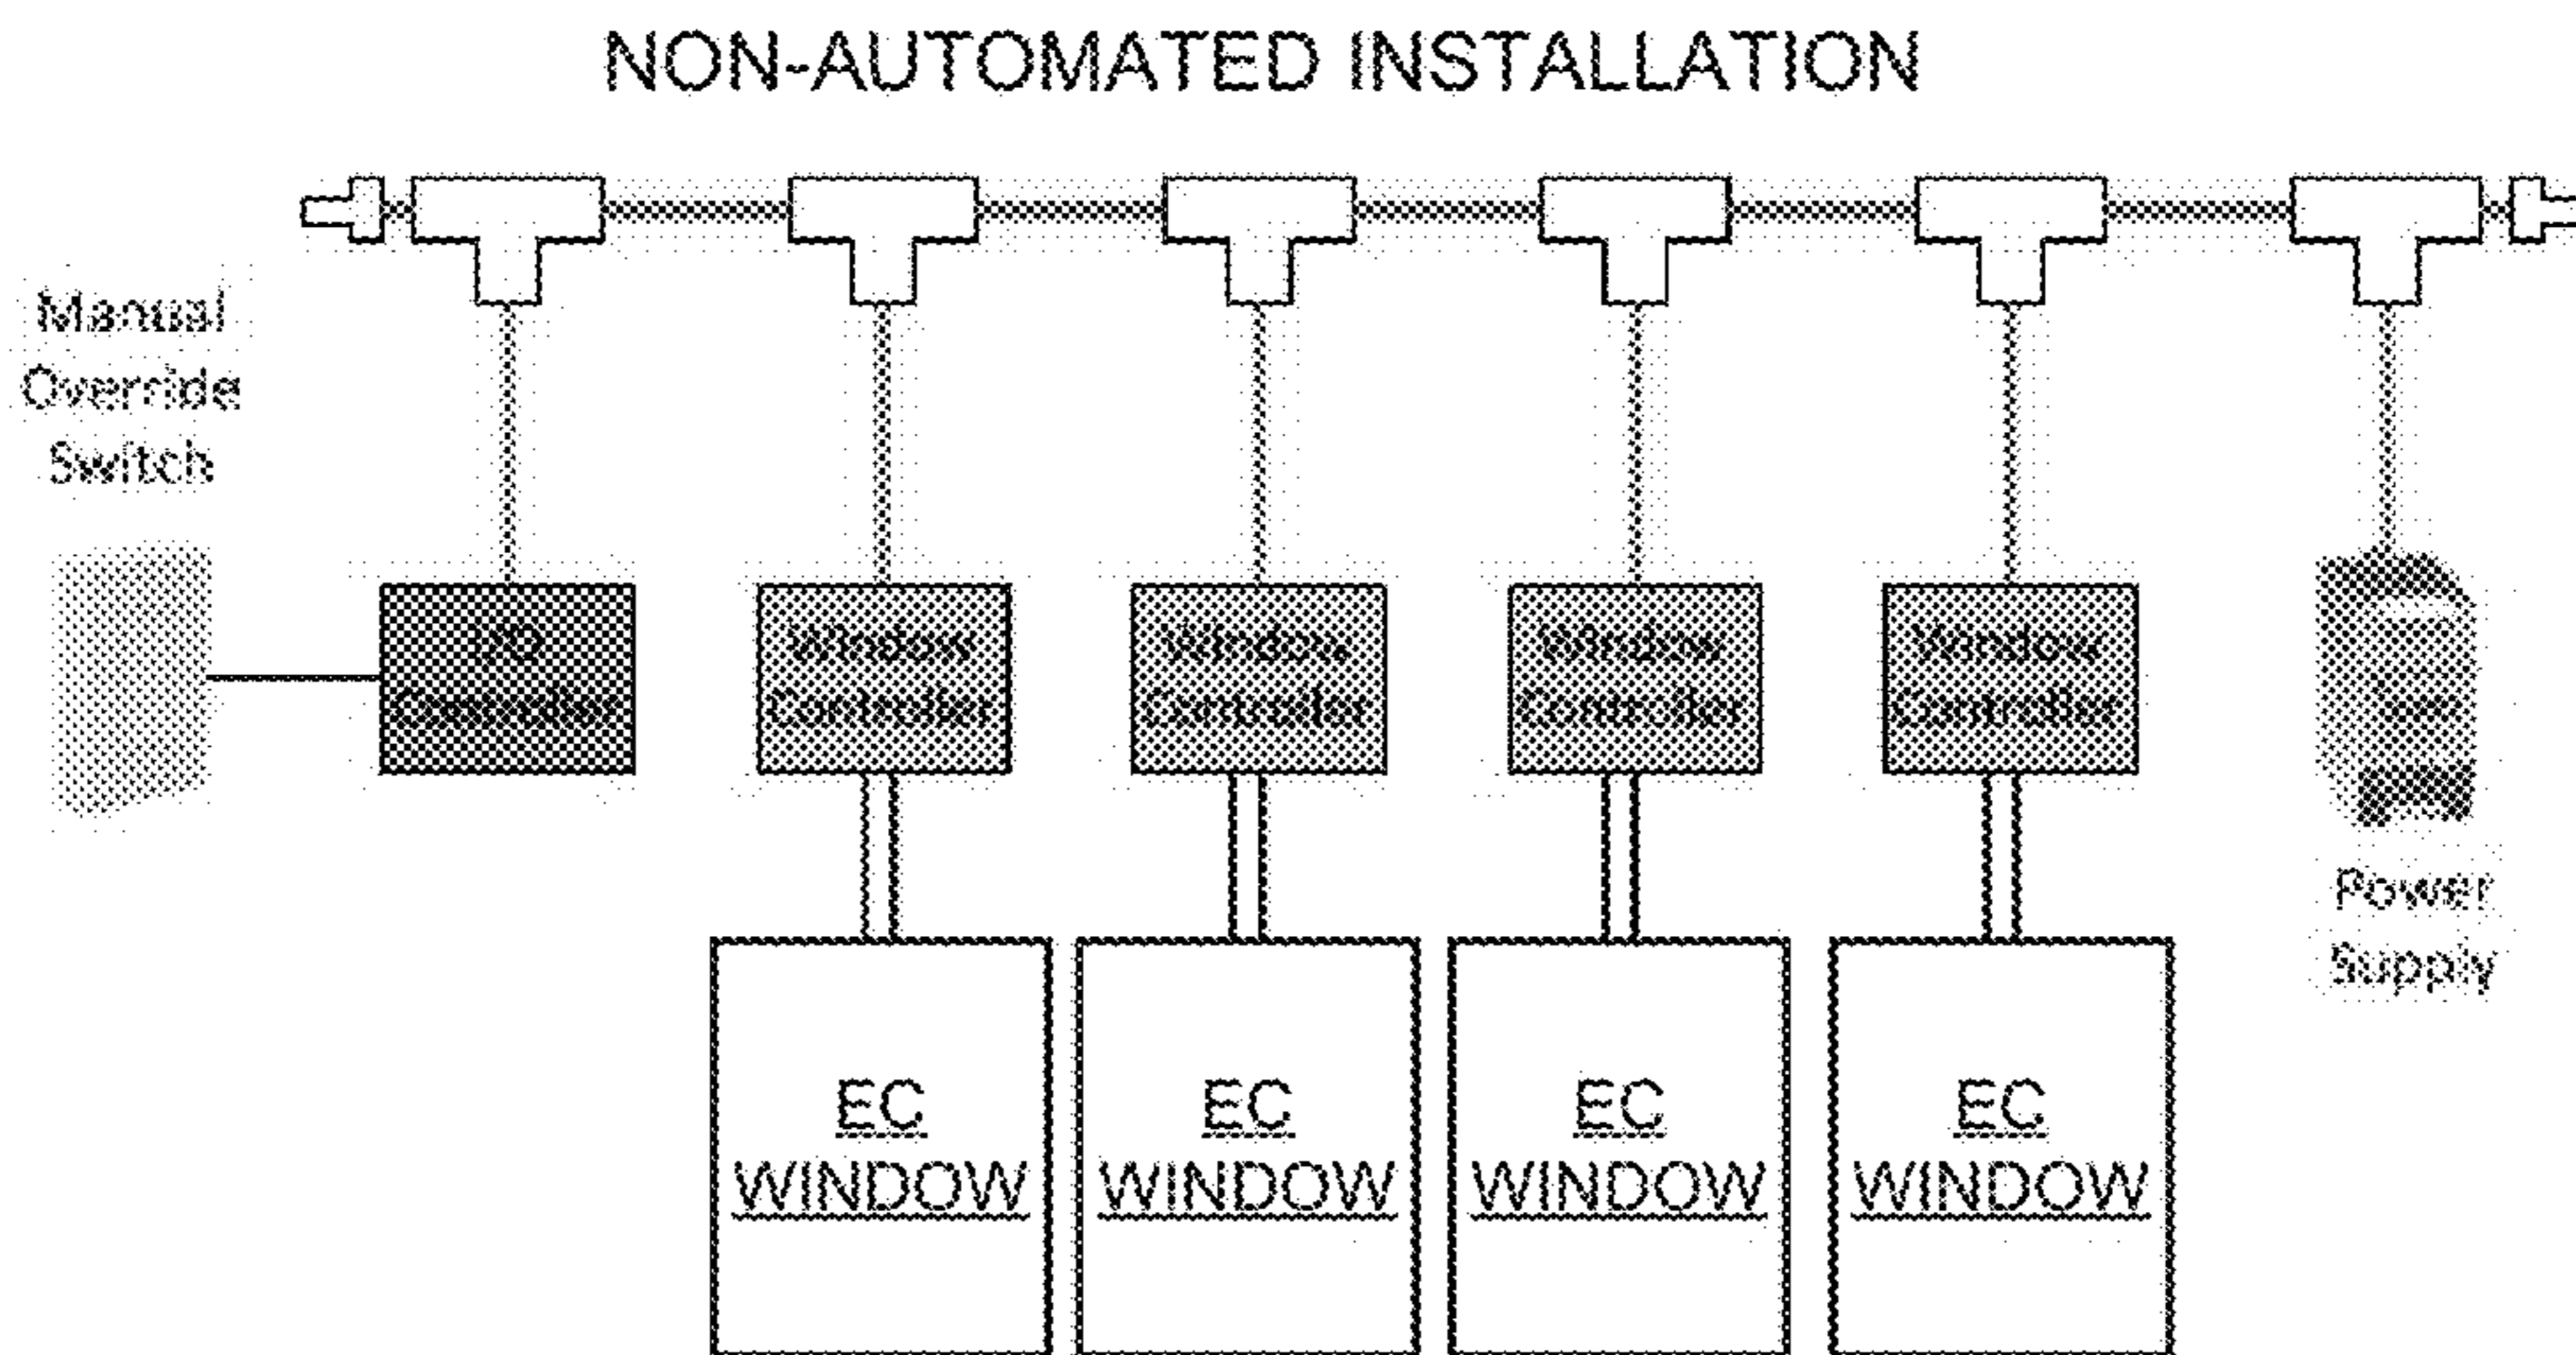 NON-AUTOMATED INSTALLATION
Manual
Override
Switch
I/O
Controller
Window
Controller
Window
Controller
Window
Controller
Window
Controller
Power
Supply
EC
WINDOW
EC
WINDOW
EC
WINDOW
EC
WINDOW